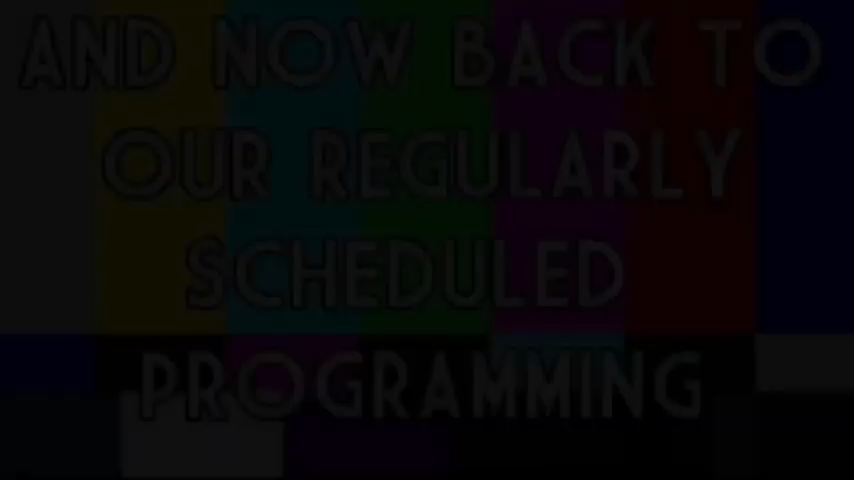 AND NOW BACK TO
OUR REGULARLY
SCHEDULED
PROGRAMMING